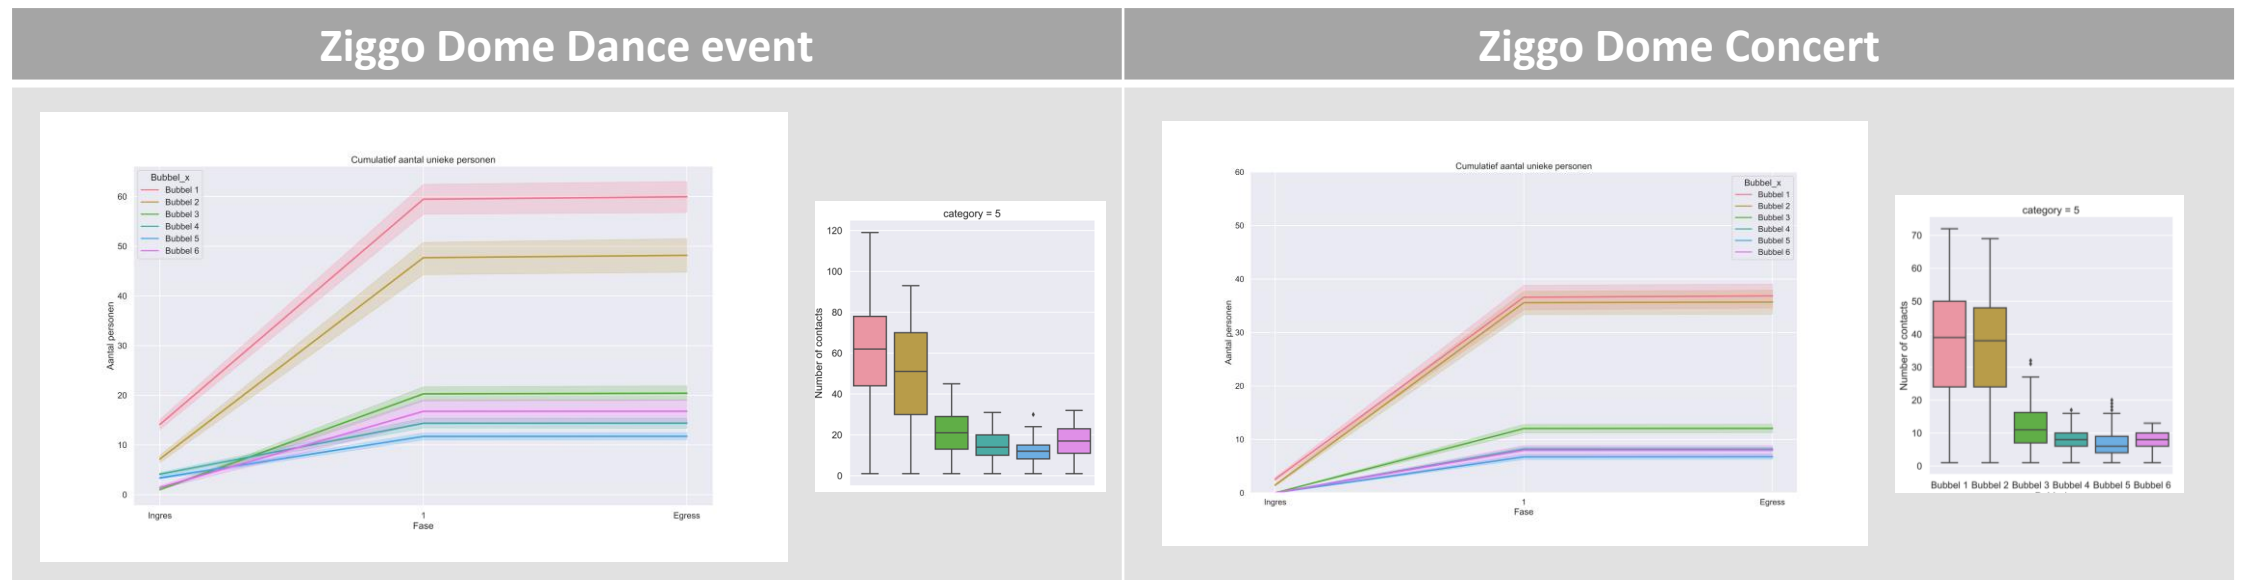 Ziggo Dome Dance event
Ziggo Dome Concert
Cumulatief aantal unieke personen
Bubbel_x
Bubbel 1
Bubbel 2
Bubbel 3
Bubbel 4
Bubbel 5
Bubbel 6
60
50
40
30
20
10
0
Aantal personen
Ingres
1
Egress
Fase
category = 5
120
100
80
60
40
20
0
Number of contacts
Cumulatief aantal unieke personen
Bubbel_x
Bubbel 1
Bubbel 2
Bubbel 3
Bubbel 4
Bubbel 5
Bubbel 6
60
50
40
30
20
10
0
Aantal personen
Ingres
1
Egress
Fase
category = 5
70
60
50
40
30
20
10
0
Number of contacts
Bubbel 1 Bubbel 2 Bubbel 3 Bubbel 4 Bubbel 5 Bubbel 6